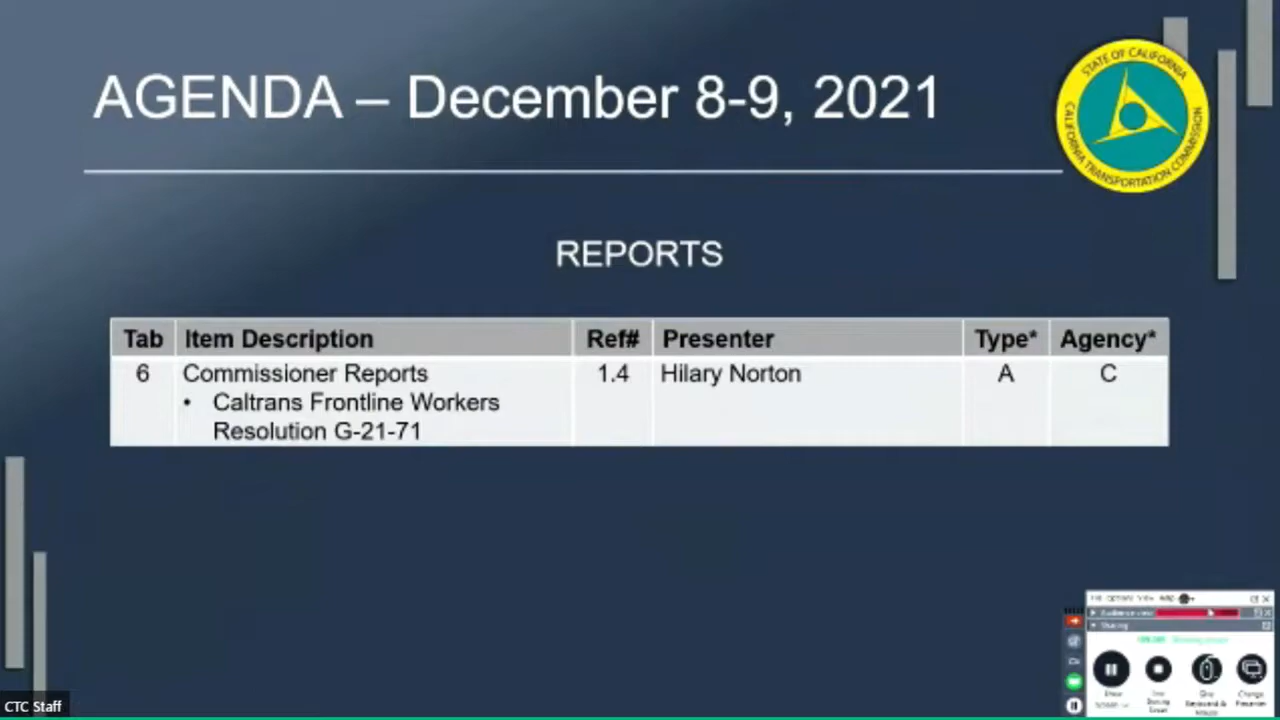 AGENDA – December 8-9, 2021
STATE OF CALIFORNIA
CALIFORNIA TRANSPORTATION COMMISSION
REPORTS
Tab Item Description Ref# Presenter Type* Agency*
6 Commissioner Reports 1.4 Hilary Norton A C
• Caltrans Frontline Workers
Resolution G-21-71
Sharing
CTC Staff